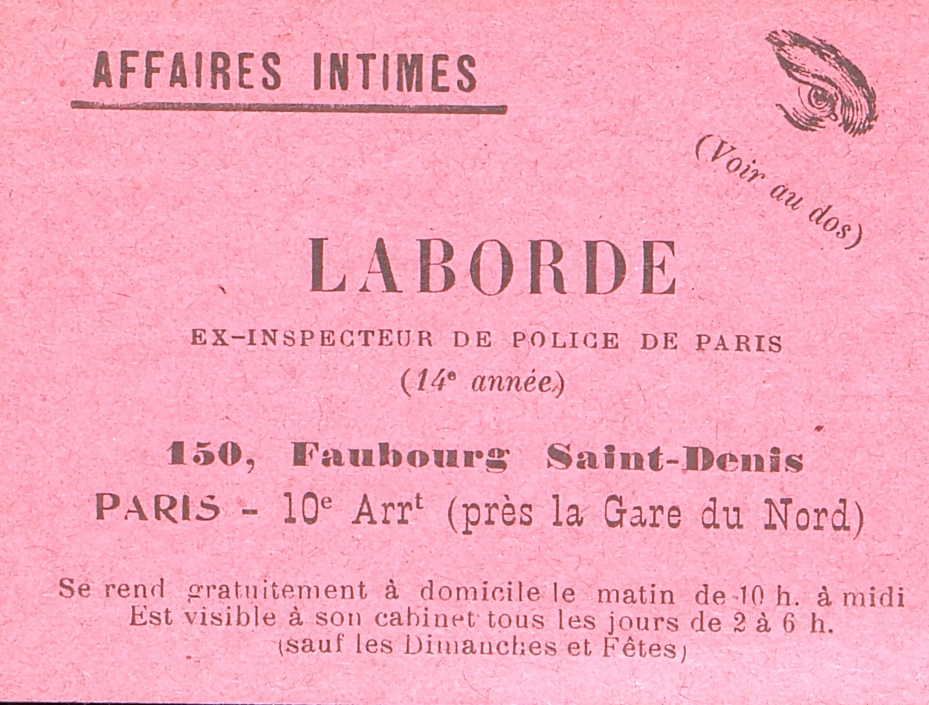 AFFAIRES INTIMES
(Voir au dos)
LABORDE
EX-INSPECTEUR DE POLICE DE PARIS
(14e année)
150, Faubourg Saint-Denis
PARIS - 10e Arrt (près la Gare du Nord)
Se rend gratuitement à domicile le matin de 10 h. à midi
Est visible à son cabinet tous les jours de 2 à 6 h.
(sauf les Dimanches et Fêtes)